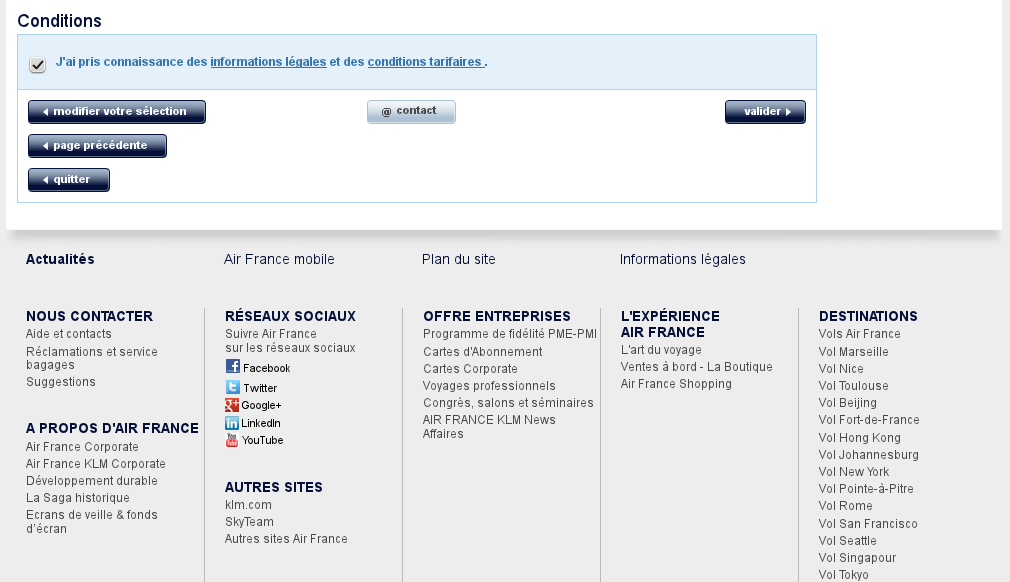 Conditions
J'ai pris connaissance des informations légales et des conditions tarifaires .
modifier votre sélection
@ contact
valider
page précédente
quitter
Actualités
Air France mobile
Plan du site
Informations légales
NOUS CONTACTER
Aide et contacts
Réclamations et service
bagages
Suggestions
A PROPOS D'AIR FRANCE
Air France Corporate
Air France KLM Corporate
Développement durable
La Saga historique
Ecrans de veille & fonds
d'écran
RÉSEAUX SOCIAUX
Suivre Air France
sur les réseaux sociaux
Facebook
Twitter
Google+
LinkedIn
YouTube
AUTRES SITES
klm.com
SkyTeam
Autres sites Air France
OFFRE ENTREPRISES
Programme de fidélité PME-PMI
Cartes d'Abonnement
Cartes Corporate
Voyages professionnels
Congrès, salons et séminaires
AIR FRANCE KLM News
Affaires
L'EXPÉRIENCE
AIR FRANCE
L'art du voyage
Ventes à bord - La Boutique
Air France Shopping
DESTINATIONS
Vols Air France
Vol Marseille
Vol Nice
Vol Toulouse
Vol Beijing
Vol Fort-de-France
Vol Hong Kong
Vol Johannesburg
Vol New York
Vol Pointe-à-Pitre
Vol Rome
Vol San Francisco
Vol Seattle
Vol Singapour
Vol Tokyo